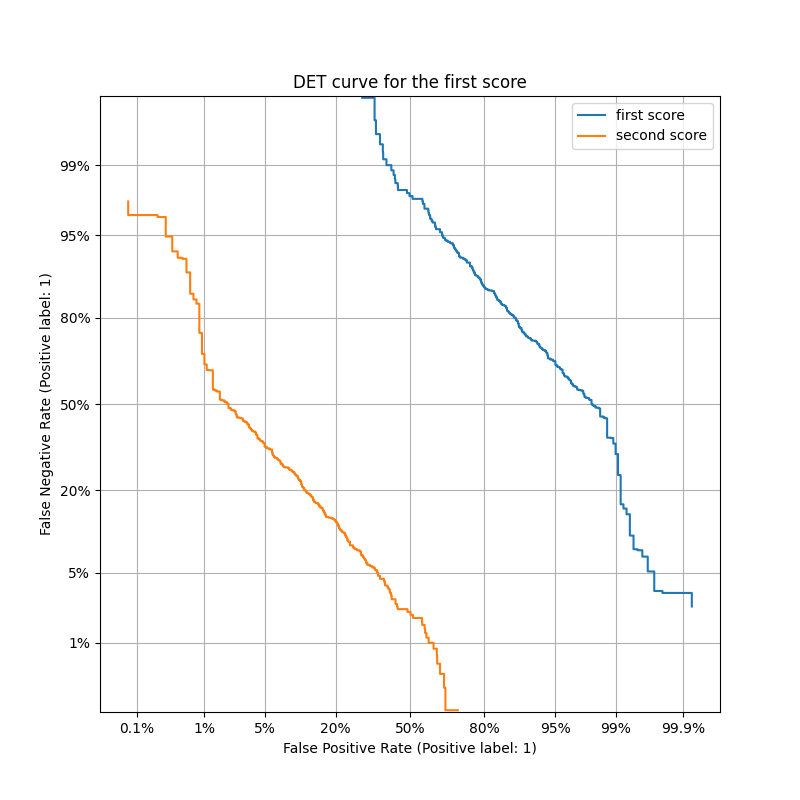 DET curve for the first score
first score
second score
99%
95%
80%
50%
20%
5%
1%
False Negative Rate (Positive label: 1)
0.1% 1% 5% 20% 50% 80% 95% 99% 99.9%
False Positive Rate (Positive label: 1)